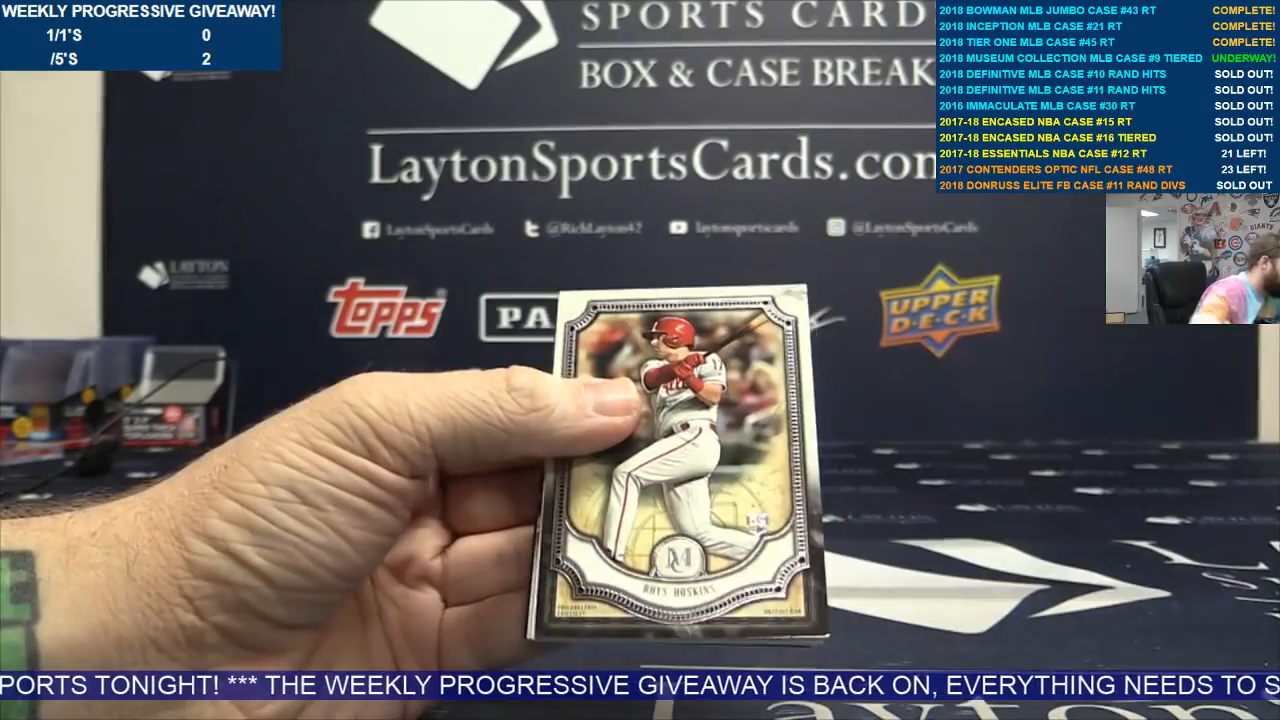 WEEKLY PROGRESSIVE GIVEAWAY!
1/1'S 0
/5'S 2
2018 BOWMAN MLB JUMBO CASE #43 RT COMPLETE!
2018 INCEPTION MLB CASE #21 RT COMPLETE!
2018 TIER ONE MLB CASE #45 RT COMPLETE!
2018 MUSEUM COLLECTION MLB CASE #9 TIERED UNDERWAY!
2018 DEFINITIVE MLB CASE #10 RAND HITS SOLD OUT!
2018 DEFINITIVE MLB CASE #11 RAND HITS SOLD OUT!
2016 IMMACULATE MLB CASE #30 RT SOLD OUT!
2017-18 ENCASED NBA CASE #15 RT SOLD OUT!
2017-18 ENCASED NBA CASE #16 TIERED SOLD OUT!
2017-18 ESSENTIALS NBA CASE #12 RT 21 LEFT!
2017 CONTENDERS OPTIC NFL CASE #48 RT 23 LEFT!
2018 DONRUSS ELITE FB CASE #11 RAND DIVS SOLD OUT
SPORTS CARD
BOX & CASE BREAK
LaytonSportsCards.com
LaytonSportsCards @RichLayton42 laytonsportscards @LaytonSportsCards
LAYTON
TOPPS
PA
UPPER
DECK
GIANTS
M
RHYS HOSKINS
PHILADELPHIA
PHILLIES
PORTS TONIGHT! *** THE WEEKLY PROGRESSIVE GIVEAWAY IS BACK ON, EVERYTHING NEEDS TO S
Layton